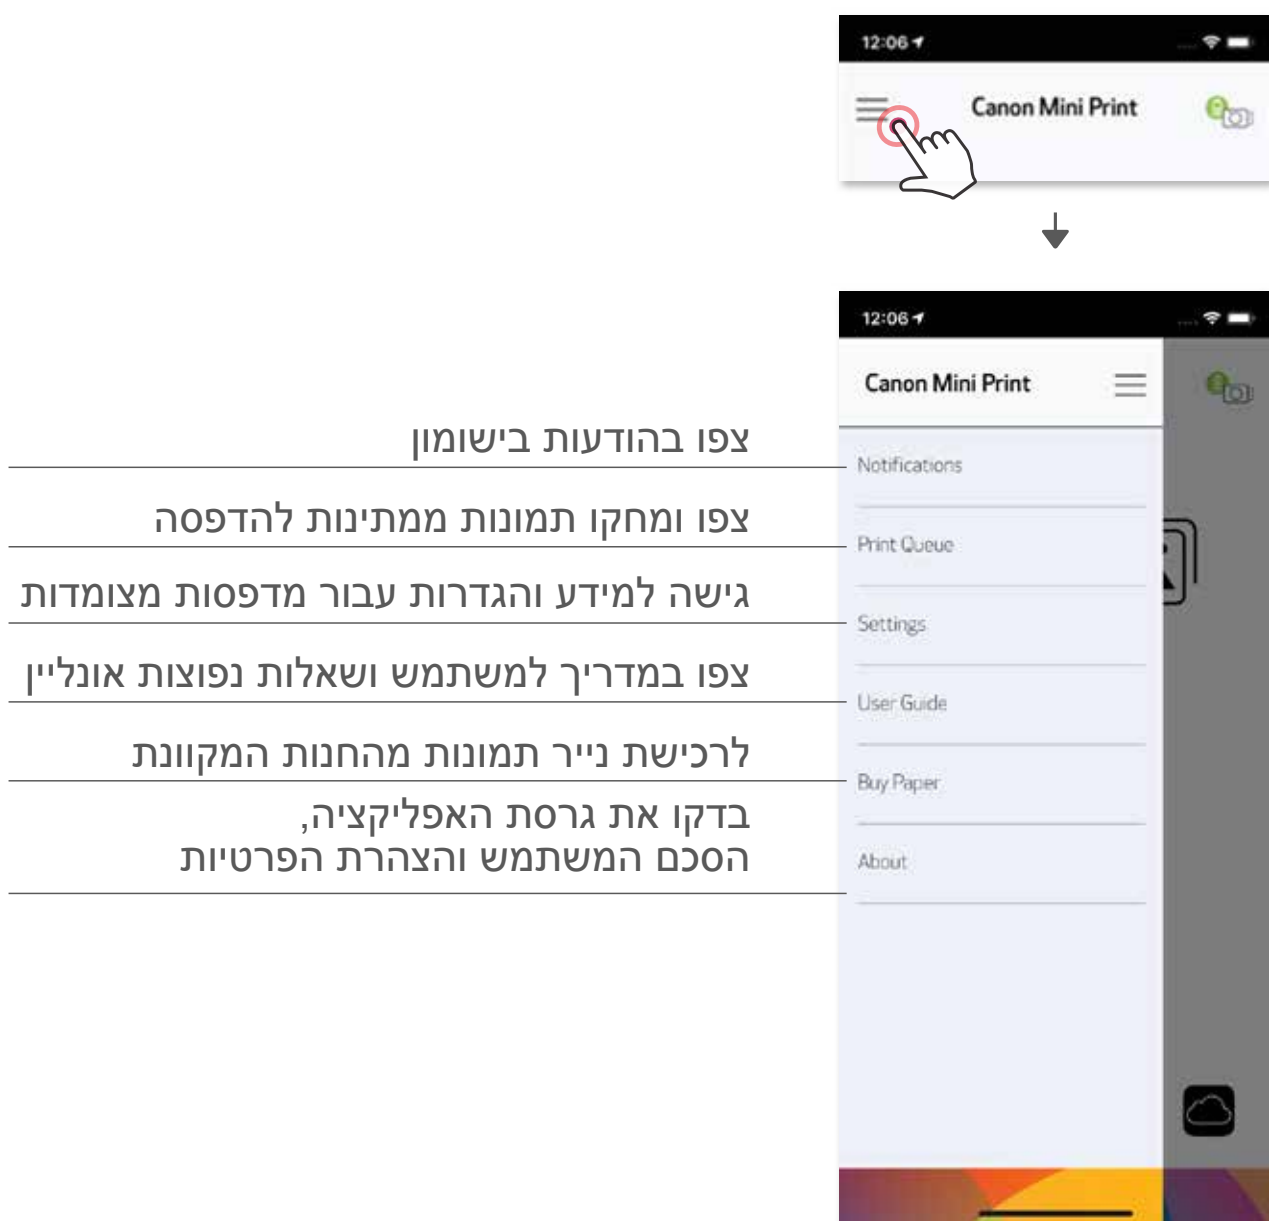 12:06
Canon Mini Print
12:06
Canon Mini Print
צפו בהודעות בישומון
Notifications
צפו ומחקו תמונות ממתינות להדפסה
Print Queue
גישה למידע והגדרות עבור מדפסות מצומדות
Settings
צפו במדריך למשתמש ושאלות נפוצות אונליין
User Guide
לרכישת נייר תמונות מהחנות המקוונת
Buy Paper
בדקו את גרסת האפליקציה,
הסכם המשתמש והצהרת הפרטיות
About